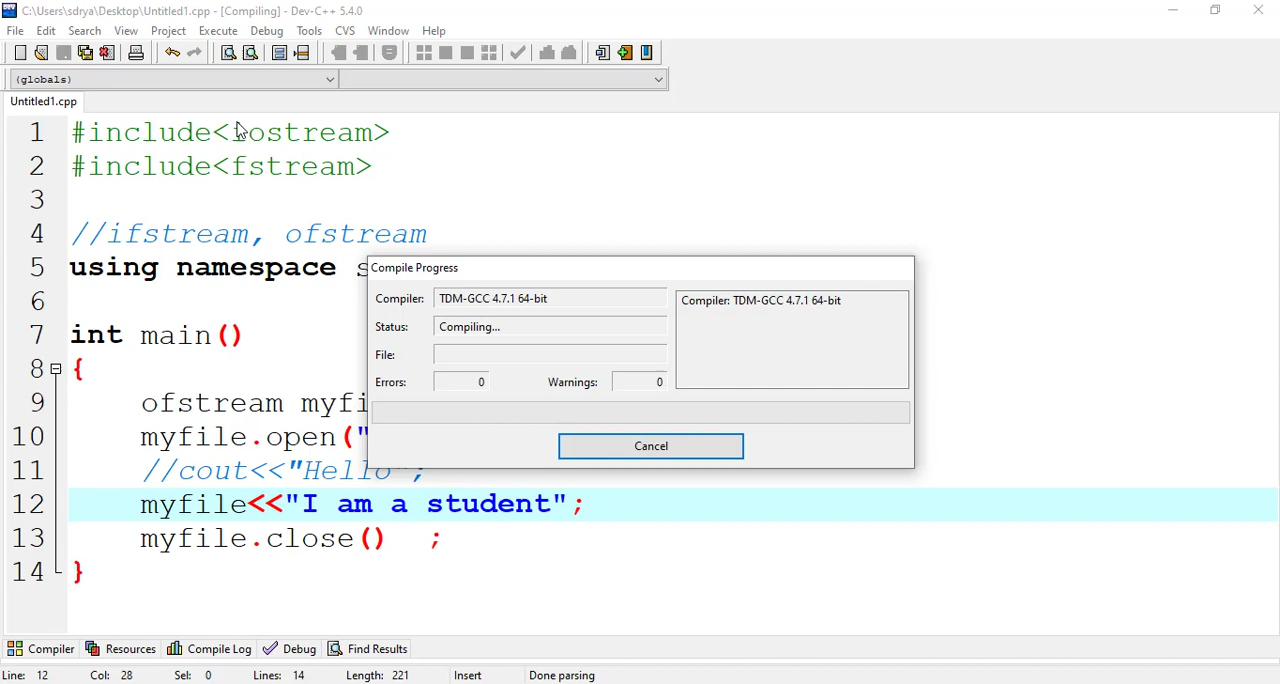 C:\Users\sdrya\Desktop\Untitled1.cpp - [Compiling] - Dev-C++ 5.4.0
File Edit Search View Project Execute Debug Tools CVS Window Help
(globals)
Untitled1.cpp
1 #include<iostream>
2 #include<fstream>
3
4 //ifstream, ofstream
5 using namespace s
6
7 int main()
8 {
9 ofstream myfi
10 myfile.open("
11 //cout<<"Hello";
12 myfile<<"I am a student";
13 myfile.close() ;
14 }
Compile Progress
Compiler: TDM-GCC 4.7.1 64-bit
Status: Compiling...
File:
Errors: 0 Warnings: 0
Compiler: TDM-GCC 4.7.1 64-bit
Cancel
Compiler Resources Compile Log Debug Find Results
Line: 12 Col: 28 Sel: 0 Lines: 14 Length: 221 Insert Done parsing